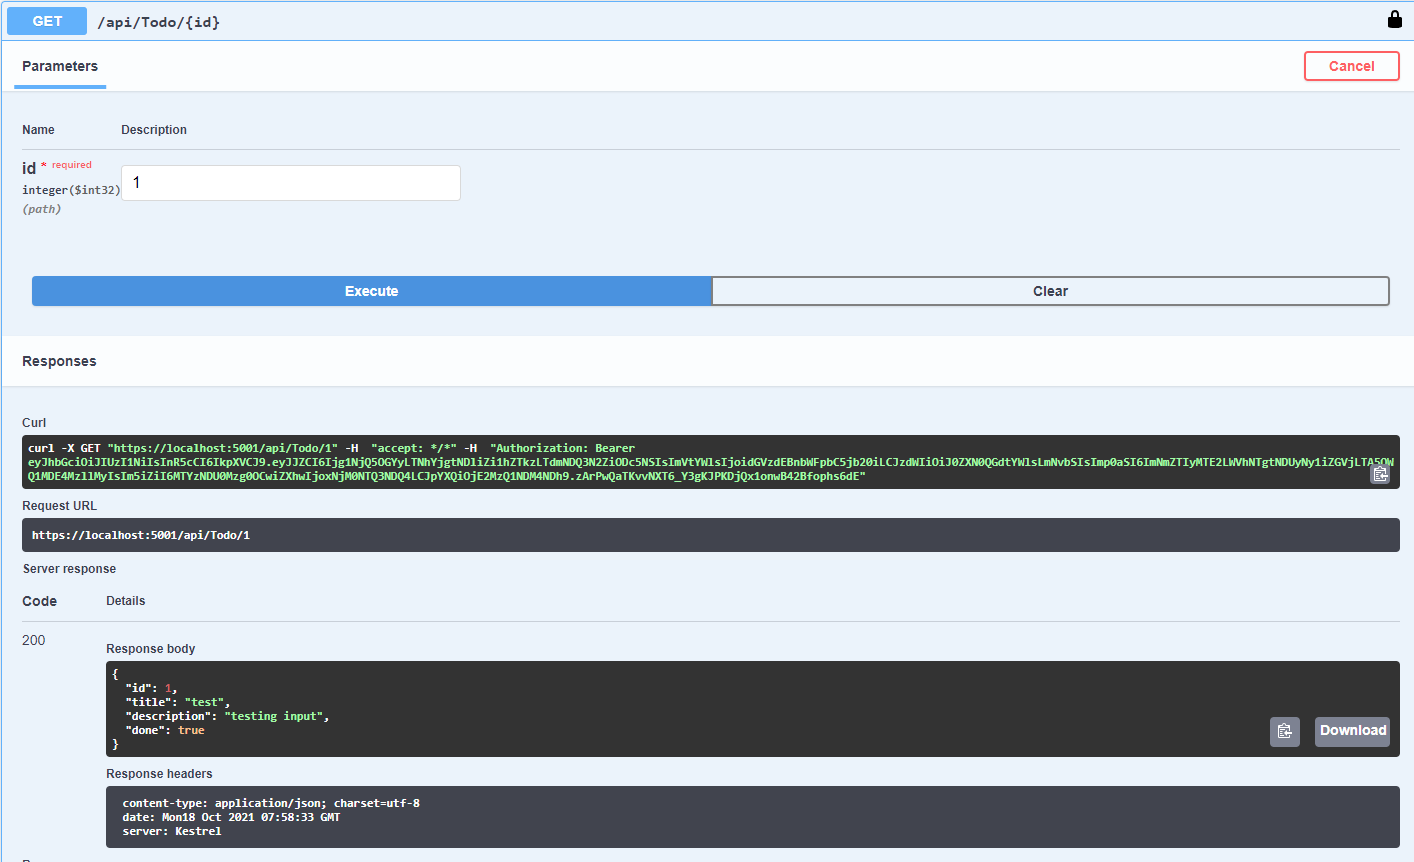 GET /api/Todo/{id}
Parameters
Cancel
Name Description
id * required
integer($int32)
(path)
1
Execute Clear
Responses
Curl
curl -X GET "https://localhost:5001/api/Todo/1" -H  "accept: */*" -H  "Authorization: Bearer
Request URL
https://localhost:5001/api/Todo/1
Server response
Code Details
200
Response body
{
"id": 1,
"title": "test",
"description": "testing input",
"done": true
}
Download
Response headers
content-type: application/json; charset=utf-8
date: Mon18 Oct 2021 07:58:33 GMT
server: Kestrel